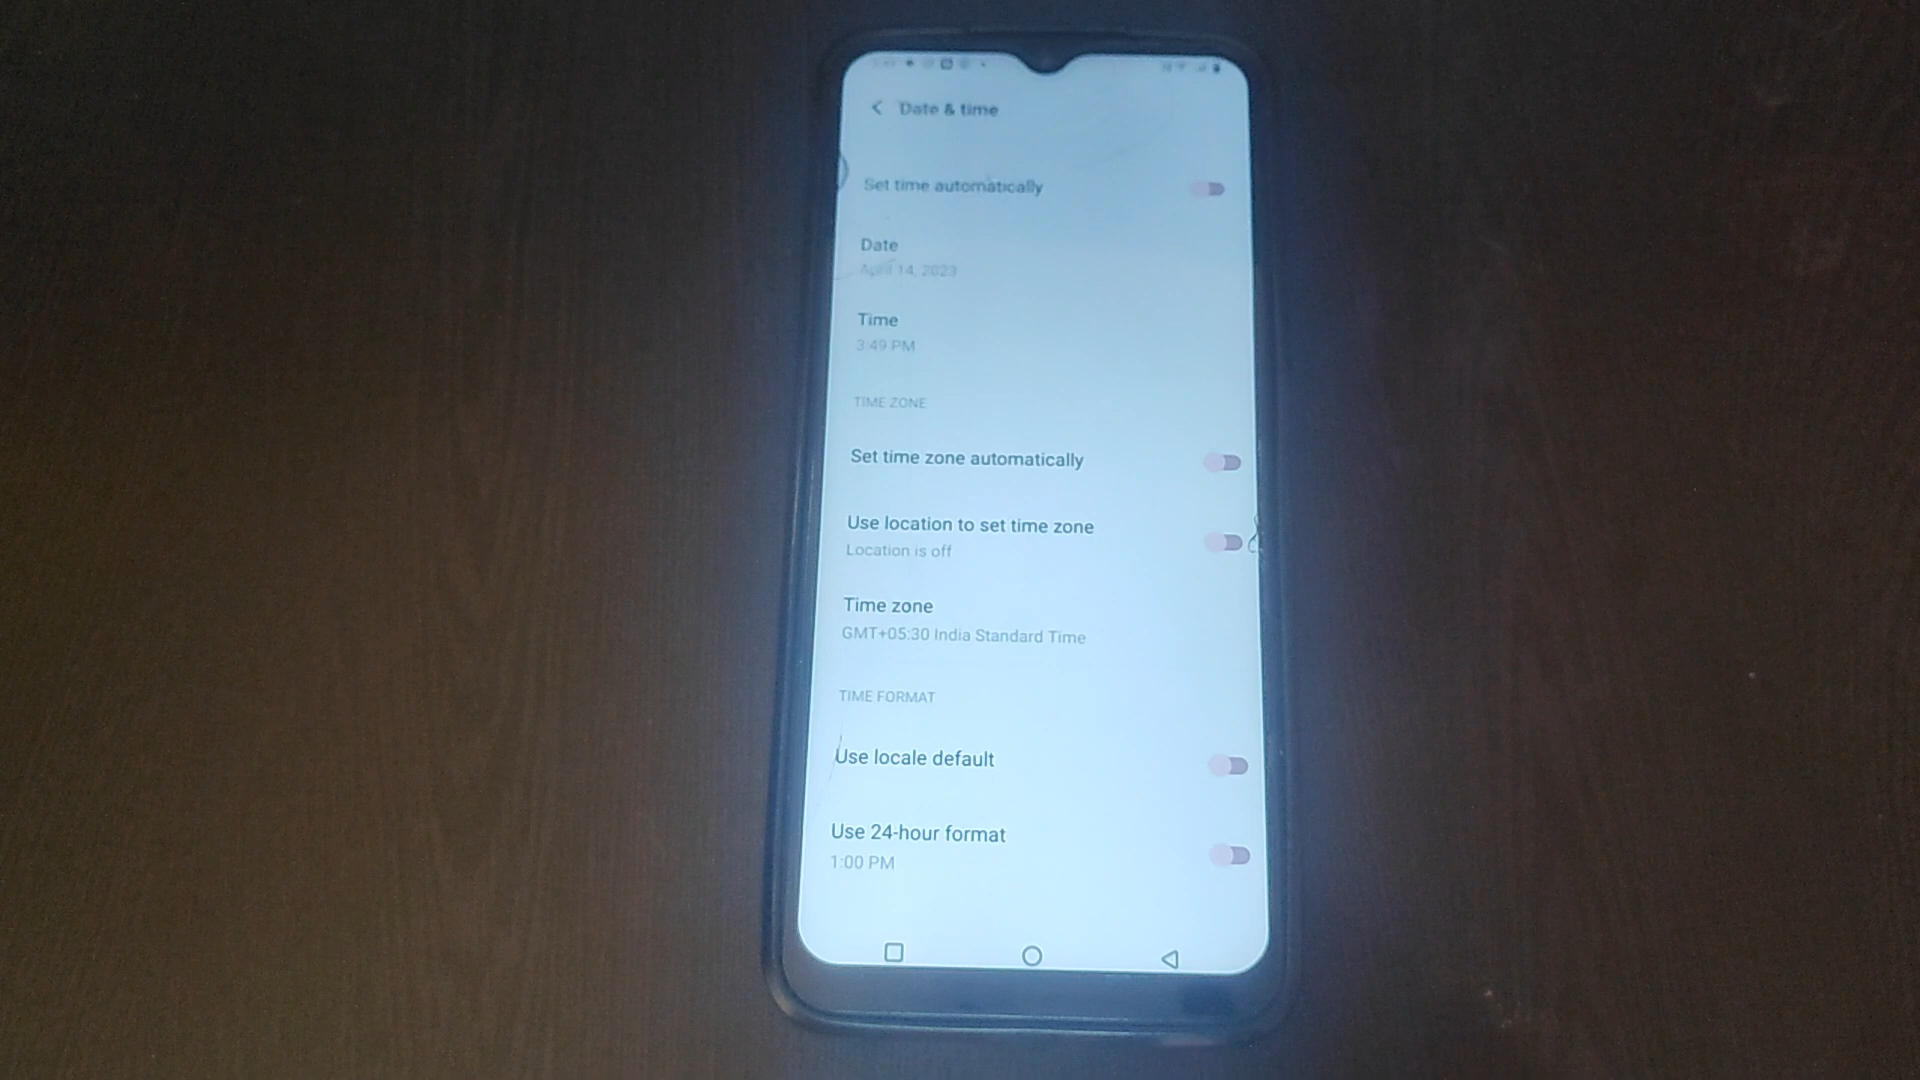 Date & time
Set time automatically
Date
April 14, 2023
Time
3:49 PM
TIME ZONE
Set time zone automatically
Use location to set time zone
Location is off
Time zone
GMT+05:30 India Standard Time
TIME FORMAT
Use locale default
Use 24-hour format
1:00 PM